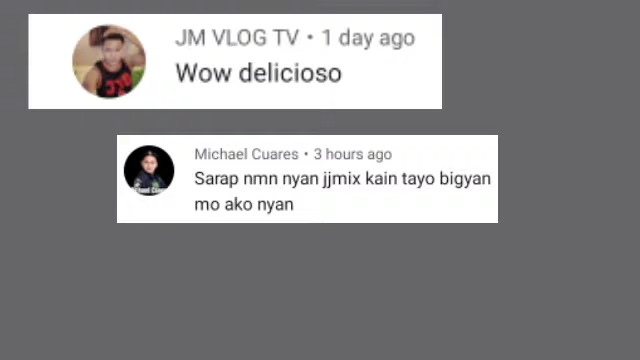 JM VLOG TV • 1 day ago
Wow delicioso
Michael Cuares • 3 hours ago
Sarap nmn nyan jjmix kain tayo bigyan
mo ako nyan